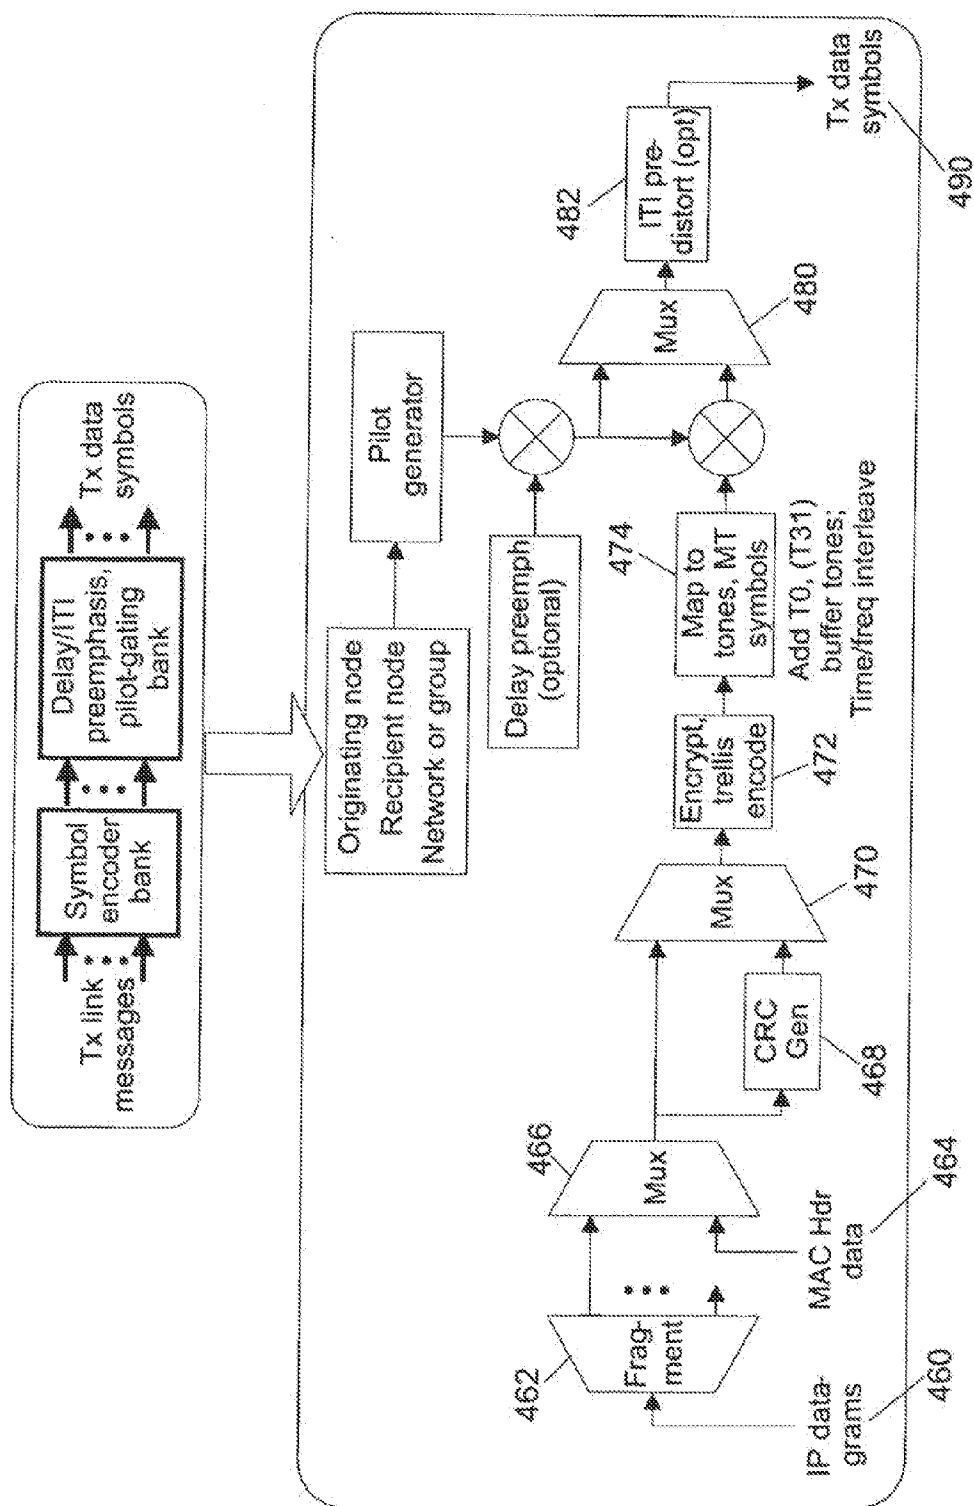 Tx link
messages
Symbol
encoder
bank
Delay/ITI
preemphasis,
pilot-gating
bank
Tx data
symbols
Originating node
Recipient node
Network or group
Pilot
generator
Delay preemph
(optional)
IP data-
grams
460
462
Frag-
ment
MAC Hdr
data
464
466
Mux
CRC
Gen
468
Mux
470
Encrypt,
trellis
encode
472
474
Map to
tones, MT
symbols
Add T0, (T31)
buffer tones;
Time/freq interleave
Mux
480
482
ITI pre-
distort (opt)
Tx data
symbols
490